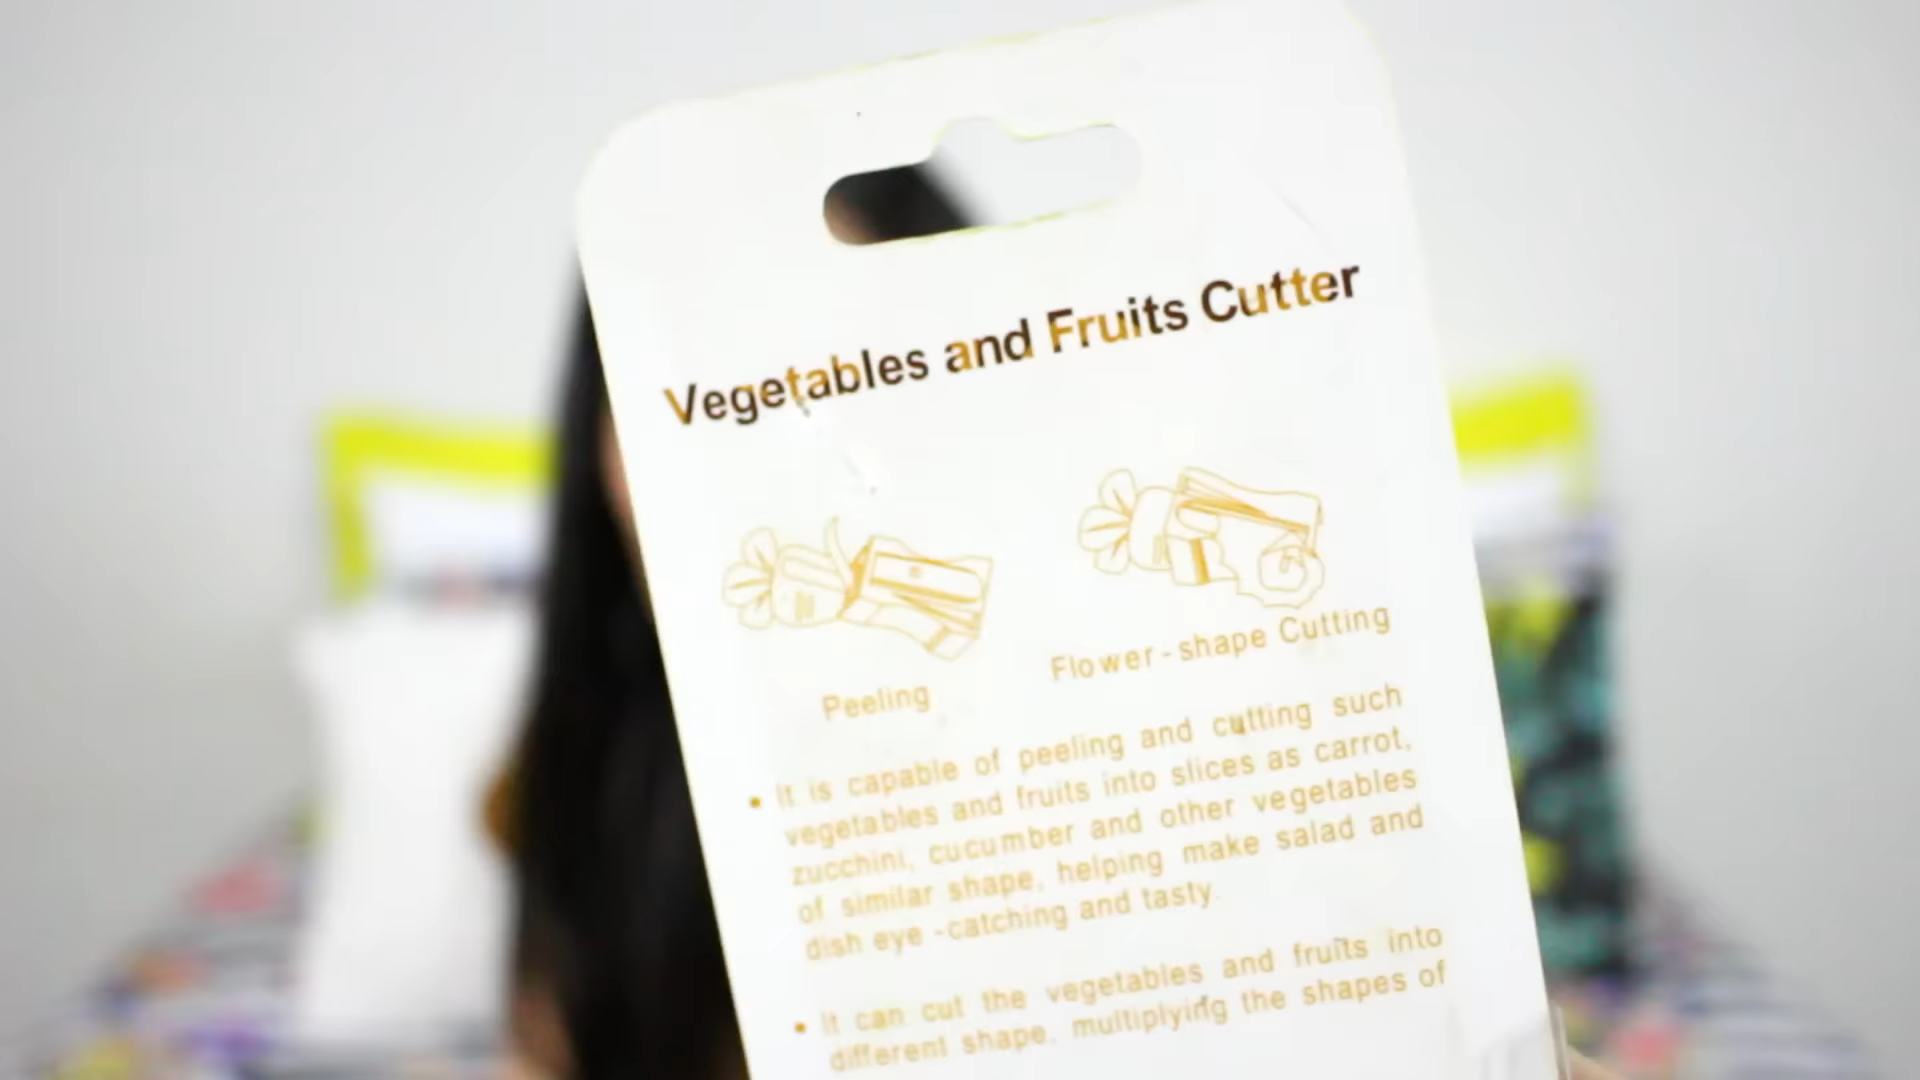 Vegetables and Fruits Cutter
Peeling
Flower-shape Cutting
• It is capable of peeling and cutting such
vegetables and fruits into slices as carrot,
zucchini, cucumber and other vegetables
of similar shape, helping make salad and
dish eye -catching and tasty.
• It can cut the vegetables and fruits into
different shape. multiplying the shapes of